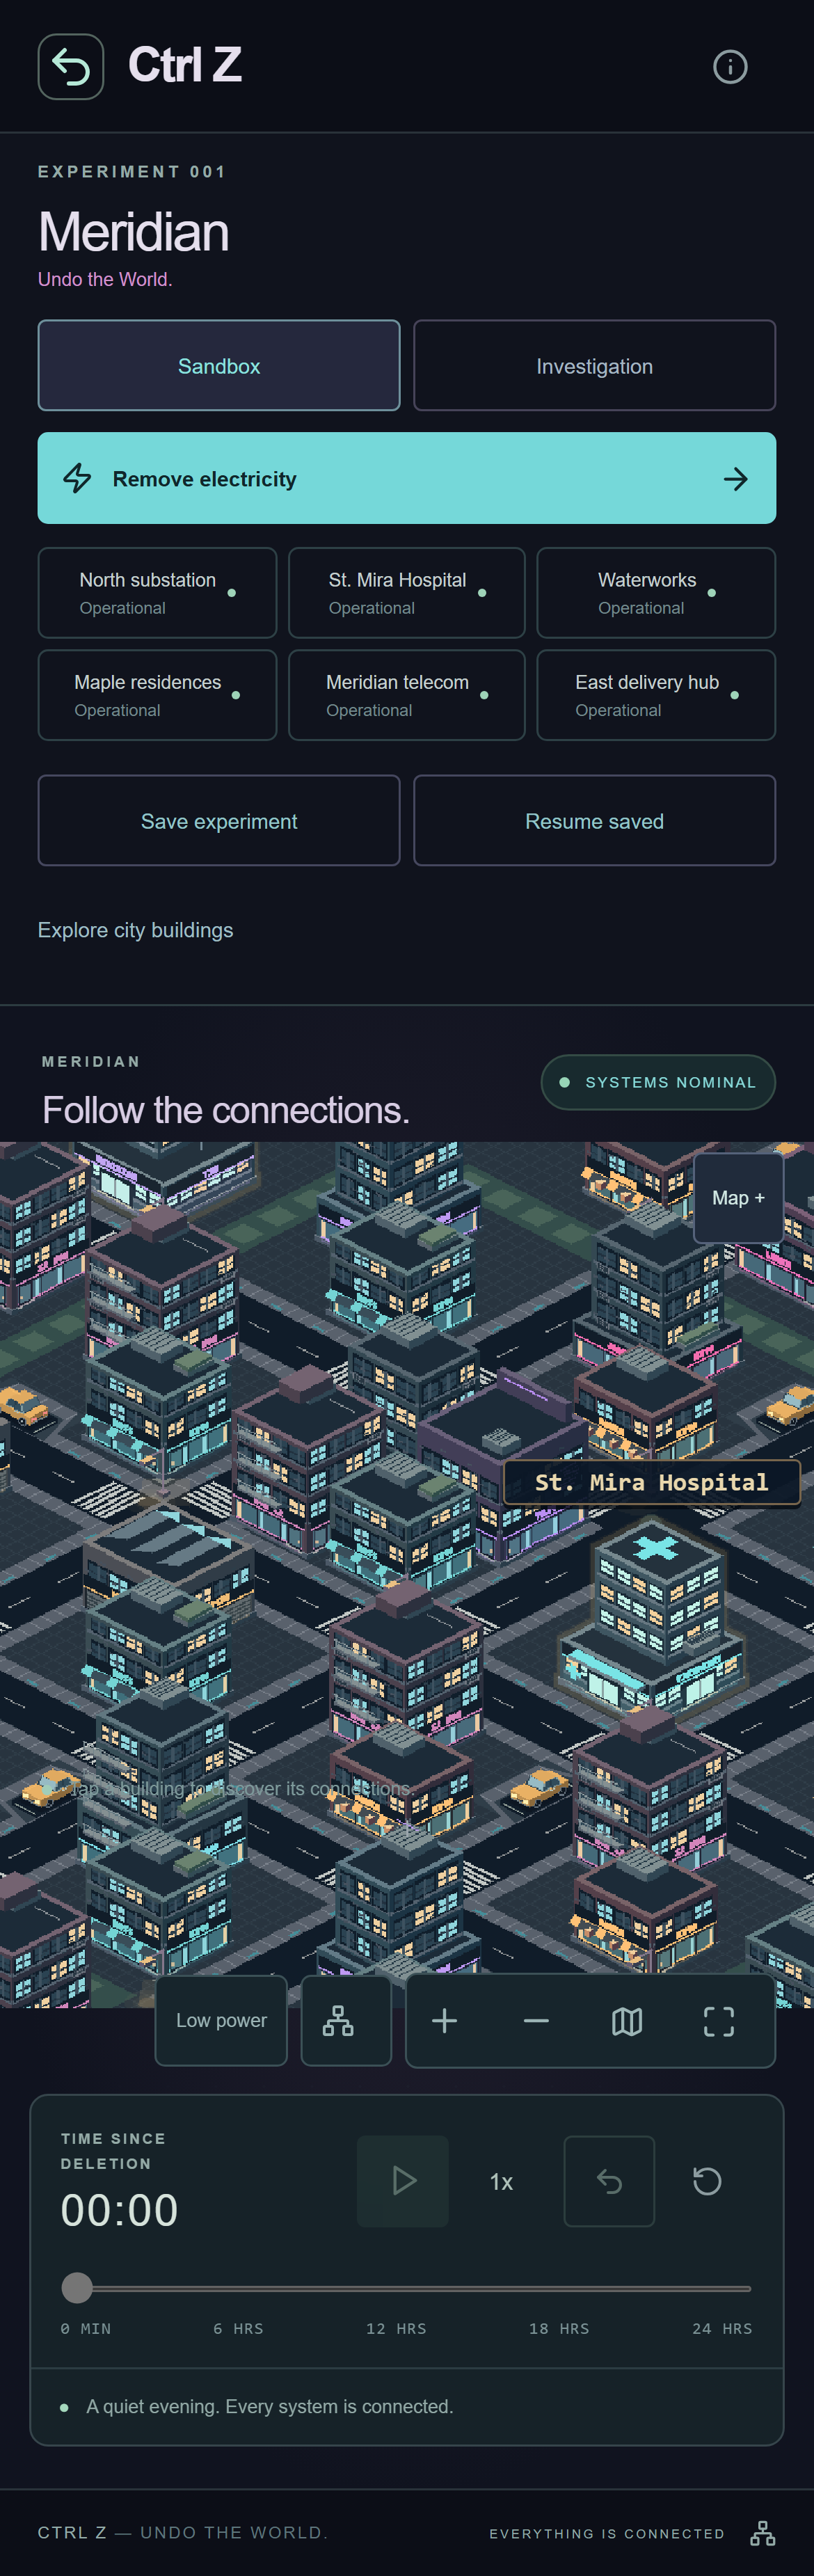 Ctrl Z
EXPERIMENT 001
Meridian
Undo the World.
Sandbox
Investigation
Remove electricity
North substation
Operational
St. Mira Hospital
Operational
Waterworks
Operational
Maple residences
Operational
Meridian telecom
Operational
East delivery hub
Operational
Save experiment
Resume saved
Explore city buildings
MERIDIAN
Follow the connections.
SYSTEMS NOMINAL
Map +
St. Mira Hospital
Tap a building to discover its connections.
Low power
TIME SINCE
DELETION
00:00
1x
0 MIN
6 HRS
12 HRS
18 HRS
24 HRS
A quiet evening. Every system is connected.
CTRL Z — UNDO THE WORLD.
EVERYTHING IS CONNECTED